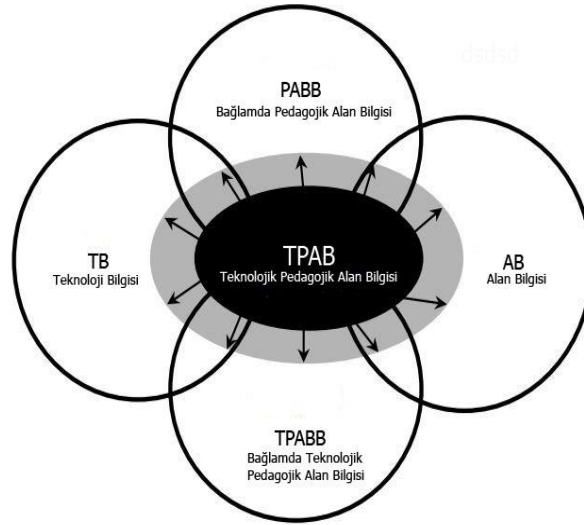 dsdsd
PABB
Bağlamda Pedagojik Alan Bilgisi
TB
Teknoloji Bilgisi
TPAB
Teknolojik Pedagojik Alan Bilgisi
AB
Alan Bilgisi
TPABB
Bağlamda Teknolojik
Pedagojik Alan Bilgisi